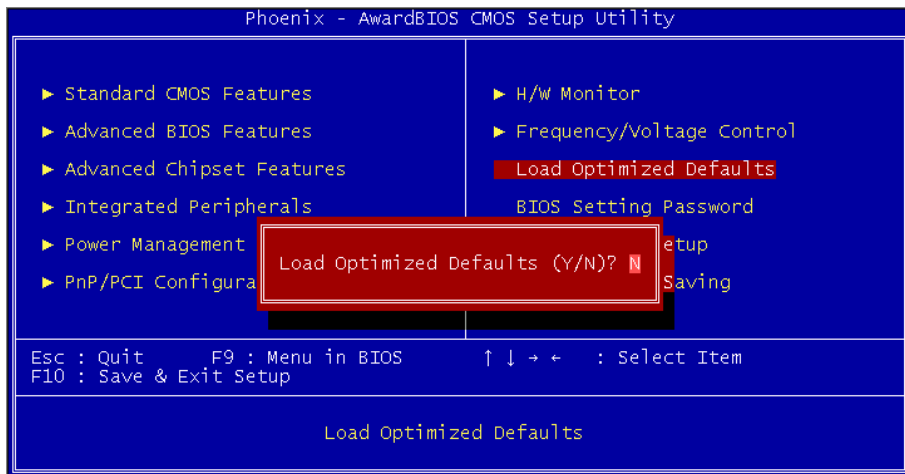 Phoenix - AwardBIOS CMOS Setup Utility
► Standard CMOS Features
► Advanced BIOS Features
► Advanced Chipset Features
► Integrated Peripherals
► Power Management
► PnP/PCI Configura
► H/W Monitor
► Frequency/Voltage Control
Load Optimized Defaults
BIOS Setting Password
etup
Saving
Load Optimized Defaults (Y/N)? N
Esc : Quit F9 : Menu in BIOS ↑ ↓ → ← : Select Item
F10 : Save & Exit Setup
Load Optimized Defaults